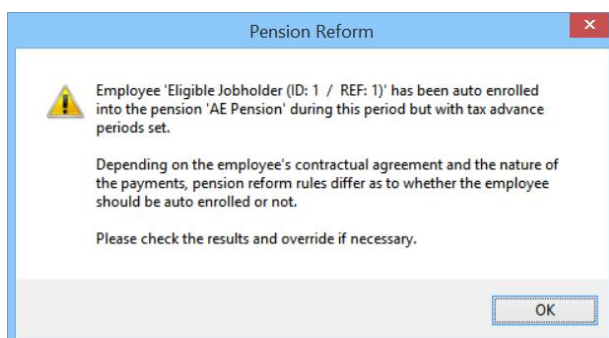 Pension Reform
Employee 'Eligible Jobholder (ID: 1 / REF: 1)' has been auto enrolled
into the pension 'AE Pension' during this period but with tax advance
periods set.
Depending on the employee's contractual agreement and the nature of
the payments, pension reform rules differ as to whether the employee
should be auto enrolled or not.
Please check the results and override if necessary.
OK